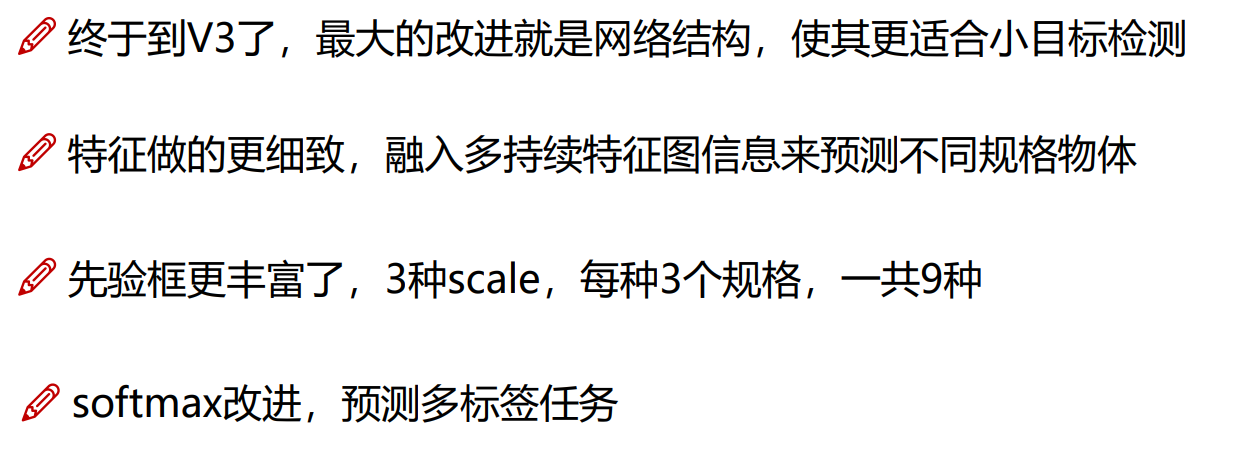 终于到V3了，最大的改进就是网络结构，使其更适合小目标检测
特征做的更细致，融入多持续特征图信息来预测不同规格物体
先验框更丰富了，3种scale，每种3个规格，一共9种
softmax改进，预测多标签任务